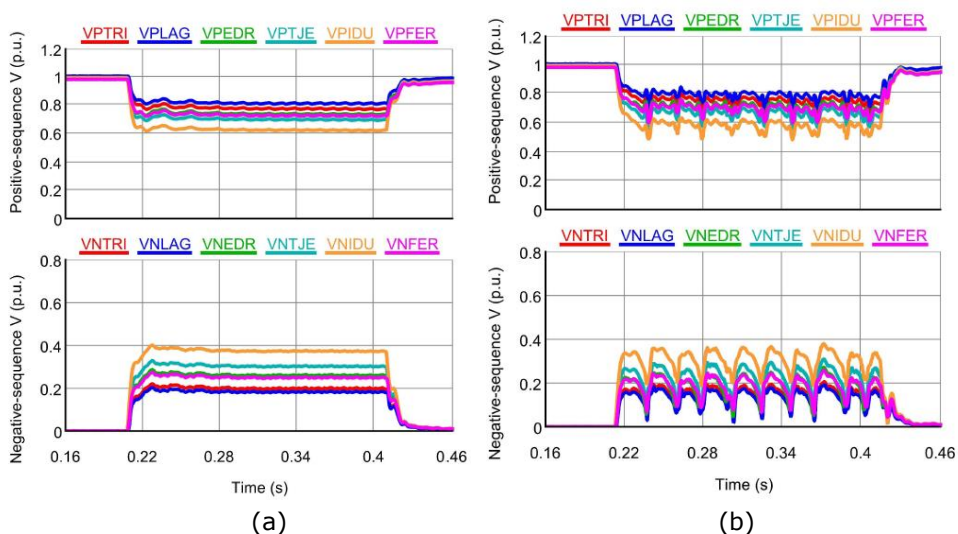 VPTRI VPLAG VPEDR VPTJE VPIDU VPFER
Positive-sequence V (p.u.)
1.2
1
0.8
0.6
0.4
0.2
0
VNTRI VNLAG VNEDR VNTJE VNIDU VNFER
Negative-sequence V (p.u.)
0.8
0.6
0.4
0.2
0
0.16 0.22 0.28 0.34 0.4 0.46
Time (s)
(a)
VPTRI VPLAG VPEDR VPTJE VPIDU VPFER
Positive-sequence V (p.u.)
1.2
1
0.8
0.6
0.4
0.2
0
VNTRI VNLAG VNEDR VNTJE VNIDU VNFER
Negative-sequence V (p.u.)
0.8
0.6
0.4
0.2
0
0.16 0.22 0.28 0.34 0.4 0.46
Time (s)
(b)